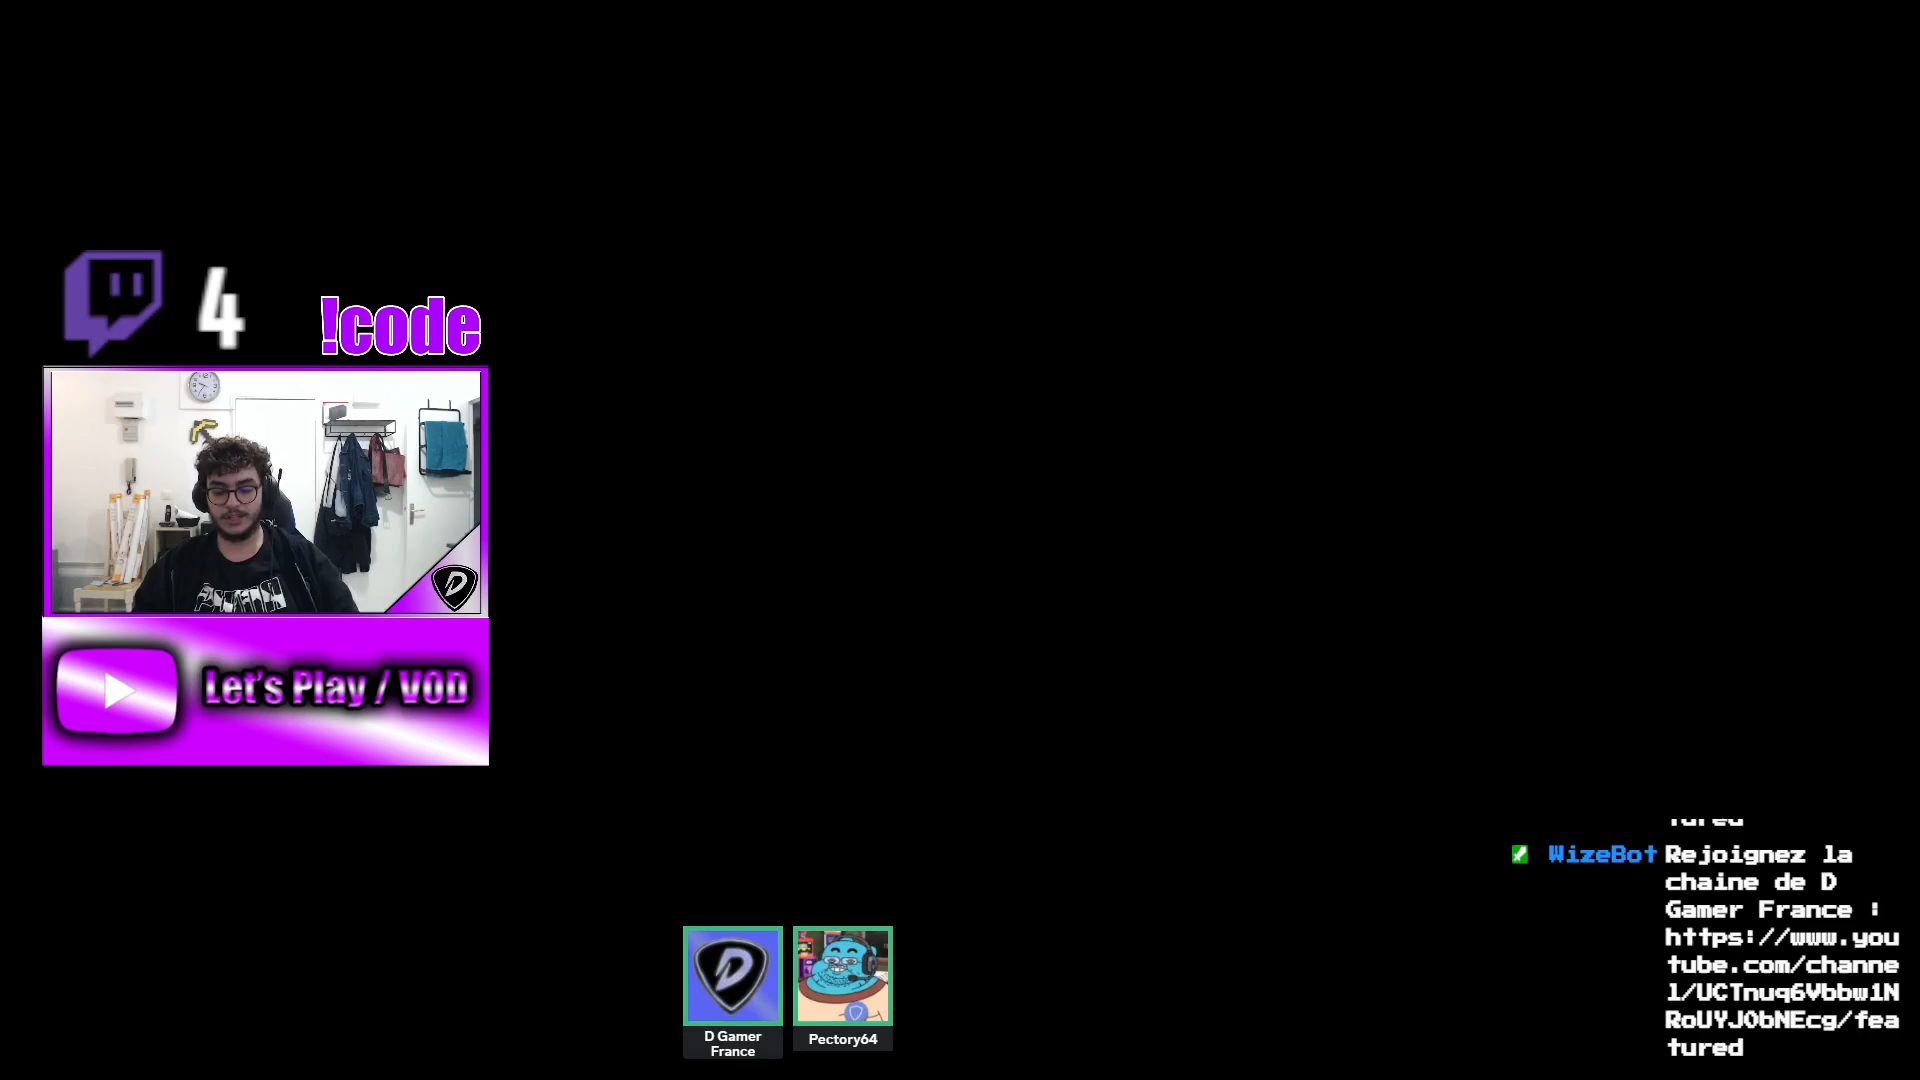 4
!code
Let's Play / VOD
WizeBot Rejoignez la
chaine de D
Gamer France :
https://www.you
tube.com/channe
l/UCTnuq6Vbbw1N
RoUYJObNEcg/fea
tured
D Gamer
France
Pectory64